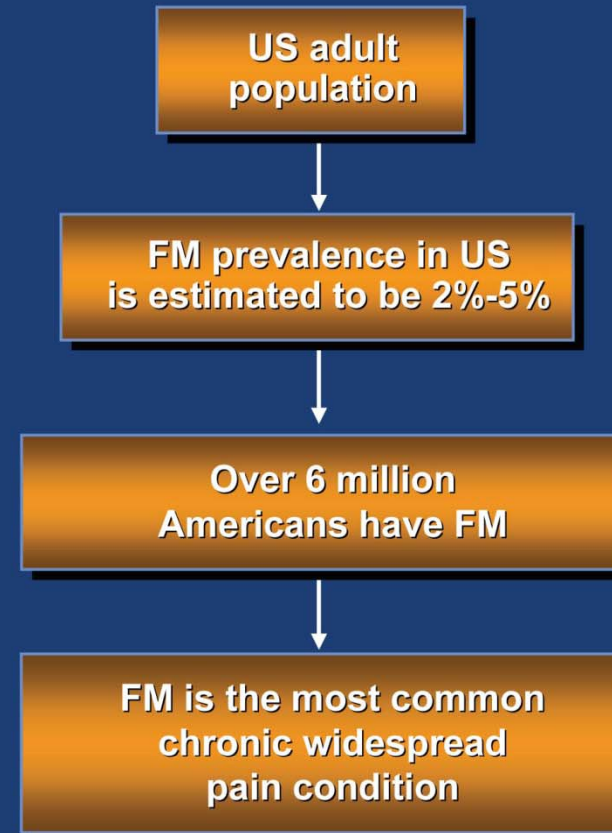 US adult
population
FM prevalence in US
is estimated to be 2%-5%
Over 6 million
Americans have FM
FM is the most common
chronic widespread
pain condition